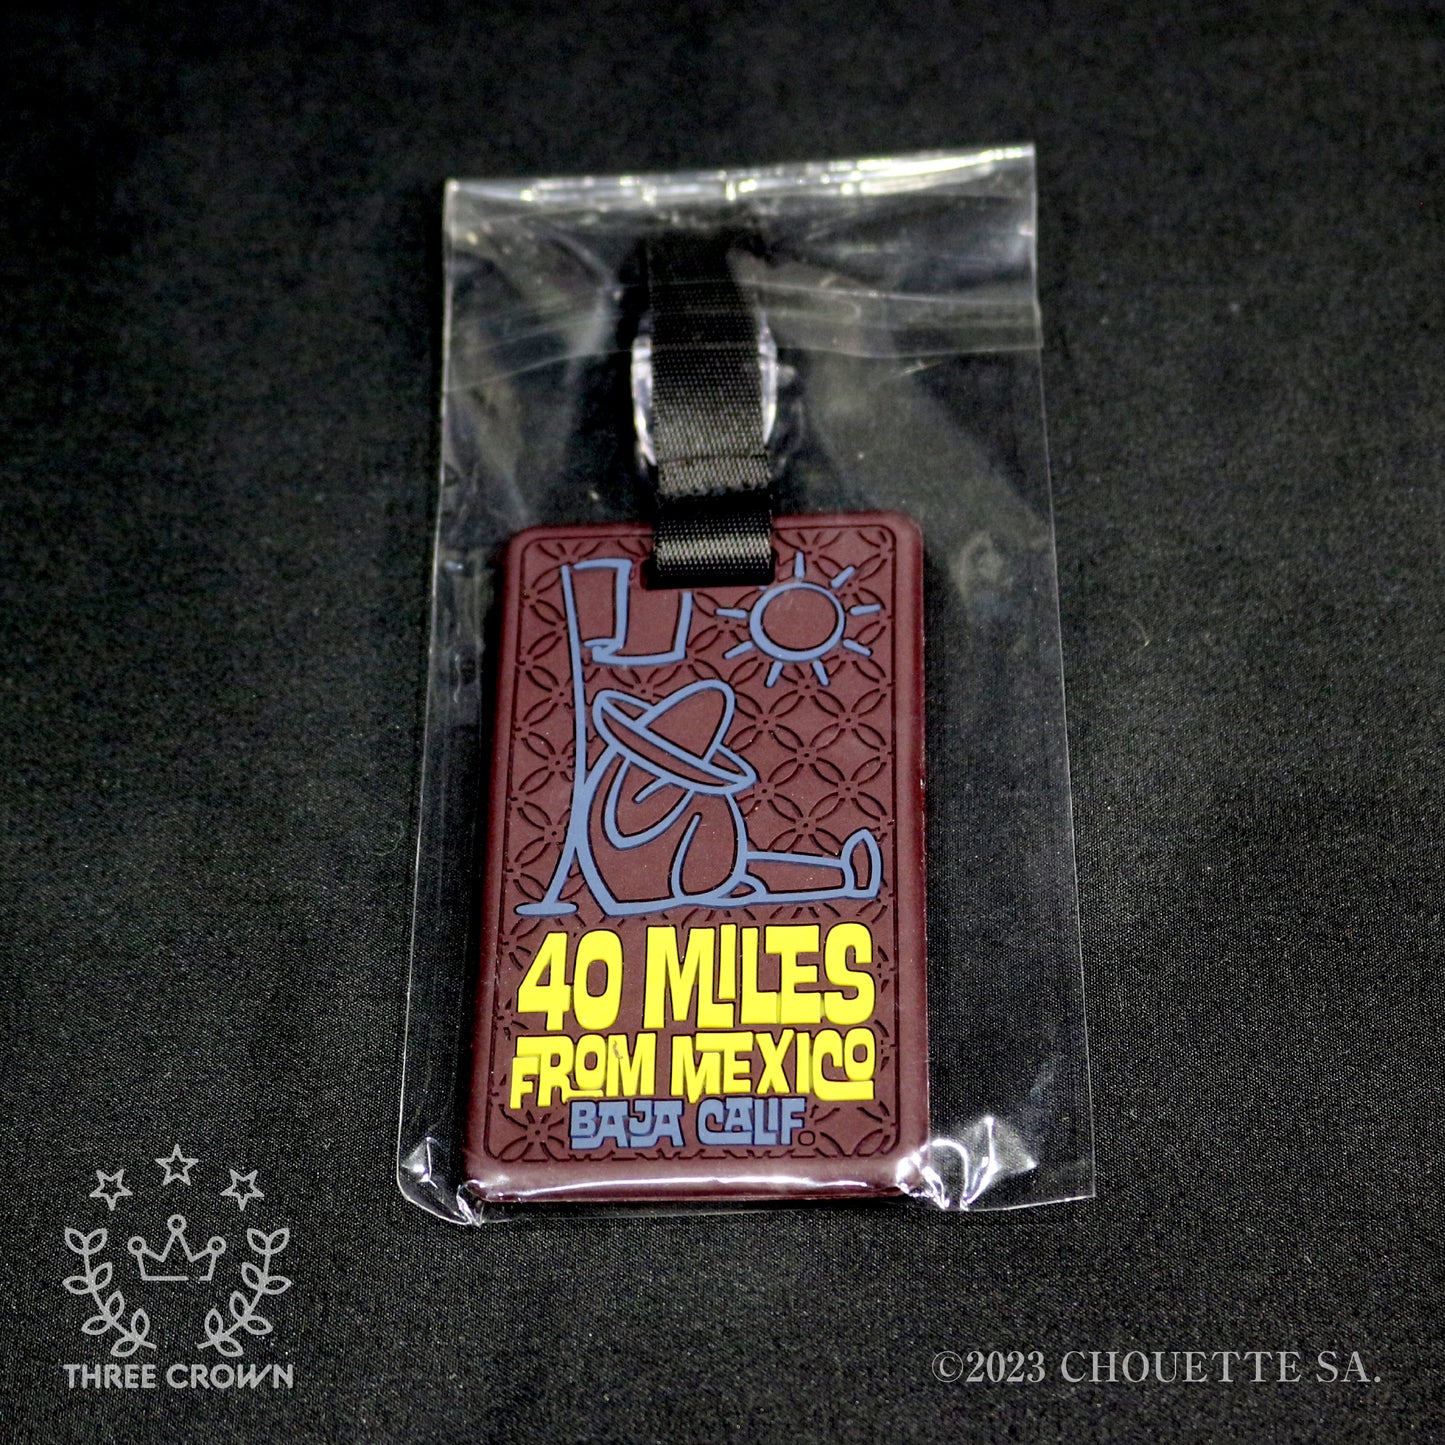 40 MILES
FROM MEXICO
BAJA CALIF.
THREE CROWN
©2023 CHOUETTE SA.